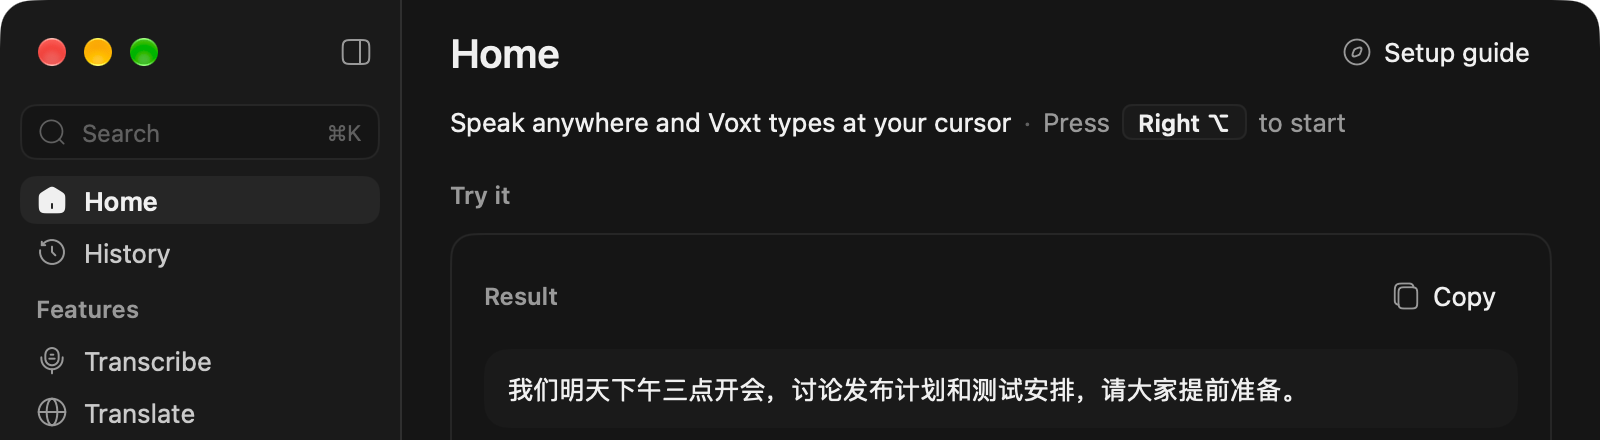 Search ⌘K
Home
History
Features
Transcribe
Translate
Home
Setup guide
Speak anywhere and Voxt types at your cursor · Press Right ⌥ to start
Try it
Result
Copy
我们明天下午三点开会，讨论发布计划和测试安排，请大家提前准备。